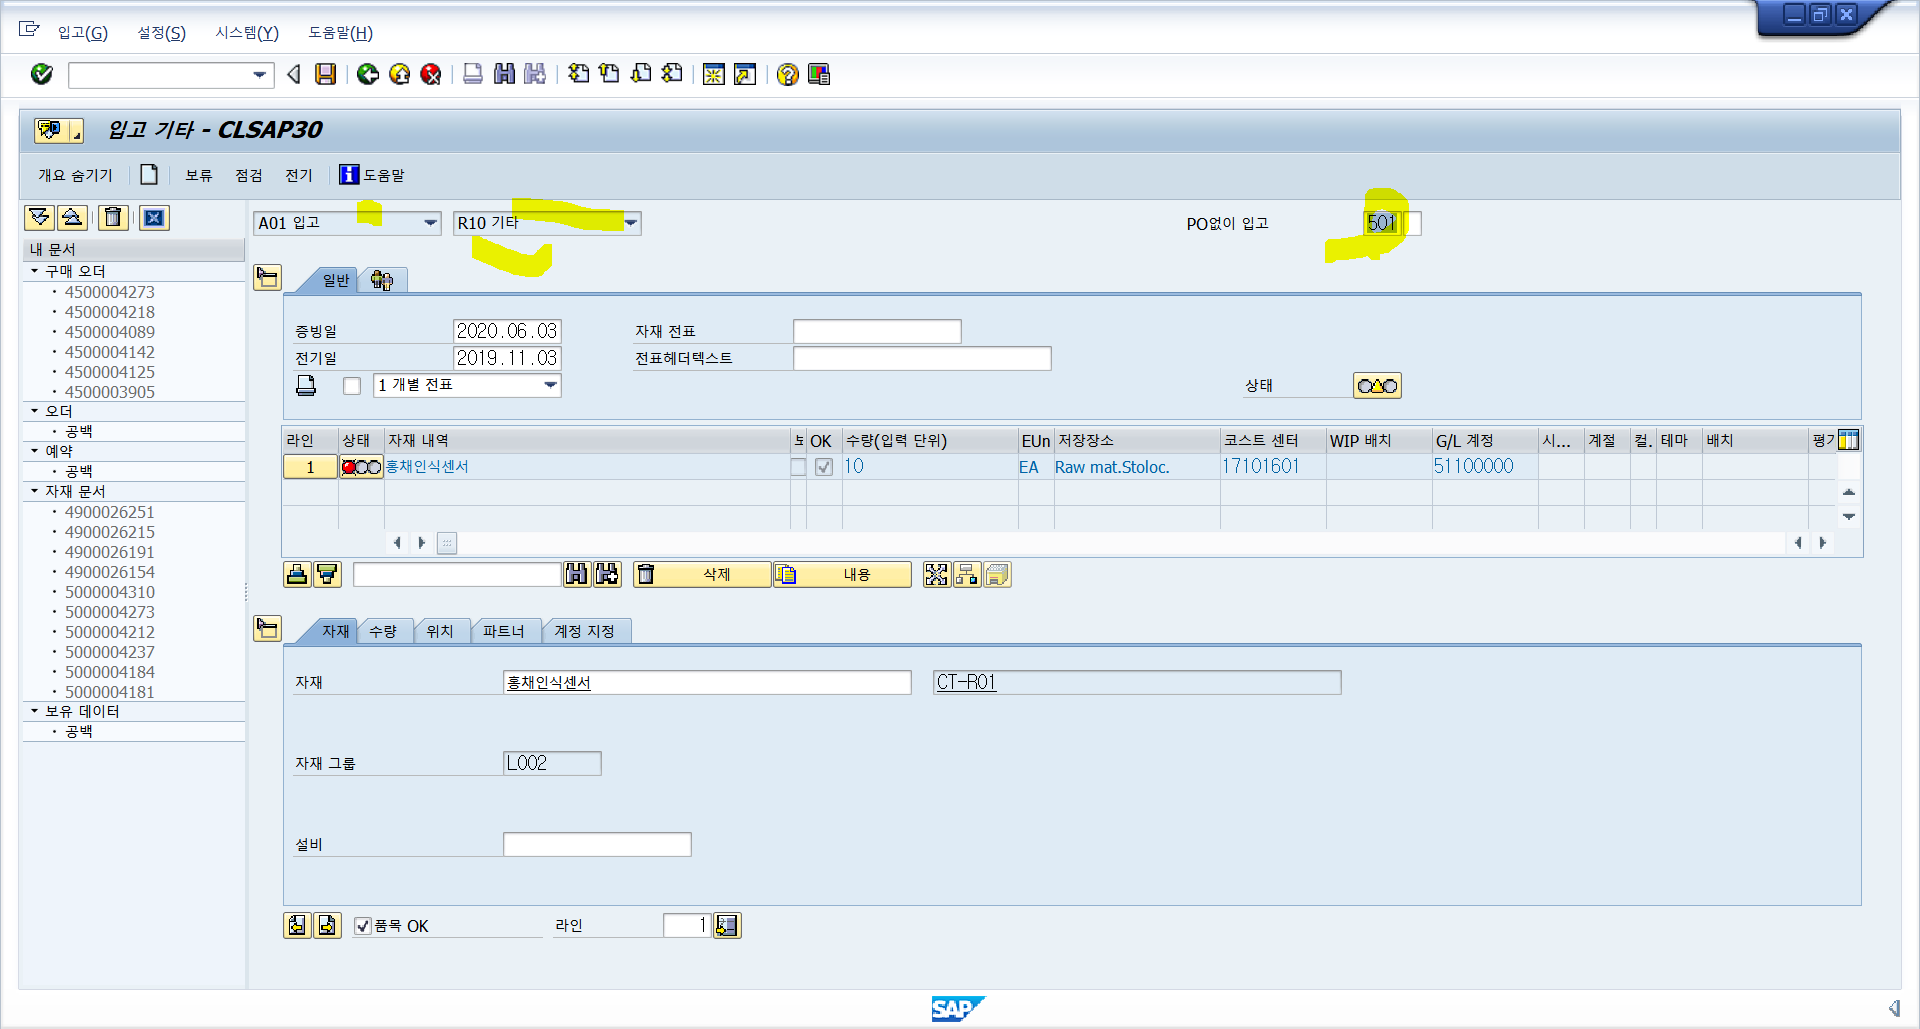 입고(G) 설정(S) 시스템(Y) 도움말(H)
입고 기타 - CLSAP30
개요 숨기기 보류 점검 전기 도움말
A01 입고 R10 기타 PO없이 입고 501
내 문서
구매 오더
4500004273
4500004218
4500004089
4500004142
4500004125
4500003905
오더
공백
예약
공백
자재 문서
4900026251
4900026215
4900026191
4900026154
5000004310
5000004273
5000004212
5000004237
5000004184
5000004181
보유 데이터
공백
일반
증빙일 2020.06.03 자재 전표
전기일 2019.11.03 전표헤더텍스트
1 개별 전표 상태
라인 상태 자재 내역 OK 수량(입력 단위) EUn 저장장소 코스트 센터 WIP 배치 G/L 계정 시... 계절 컬. 테마 배치
1 홍채인식센서 10 EA Raw mat.Stoloc. 17101601 51100000
삭제 내용
자재 수량 위치 파트너 계정 지정
자재 홍채인식센서 CT-R01
자재 그룹 L002
설비
품목 OK 라인 1
SAP